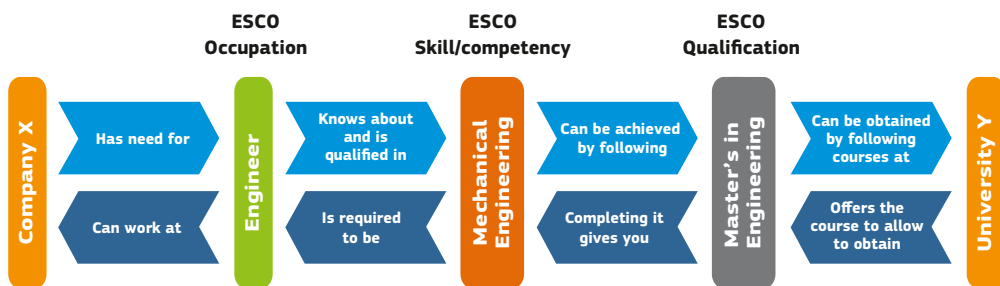 ESCO
Occupation
ESCO
Skill/competency
ESCO
Qualification
Company X
Has need for
Can work at
Engineer
Knows about
and is
qualified in
Is required
to be
Mechanical
Engineering
Can be achieved
by following
Completing it
gives you
Master's in
Engineering
Can be obtained
by following
courses at
Offers the
course to allow
to obtain
University Y